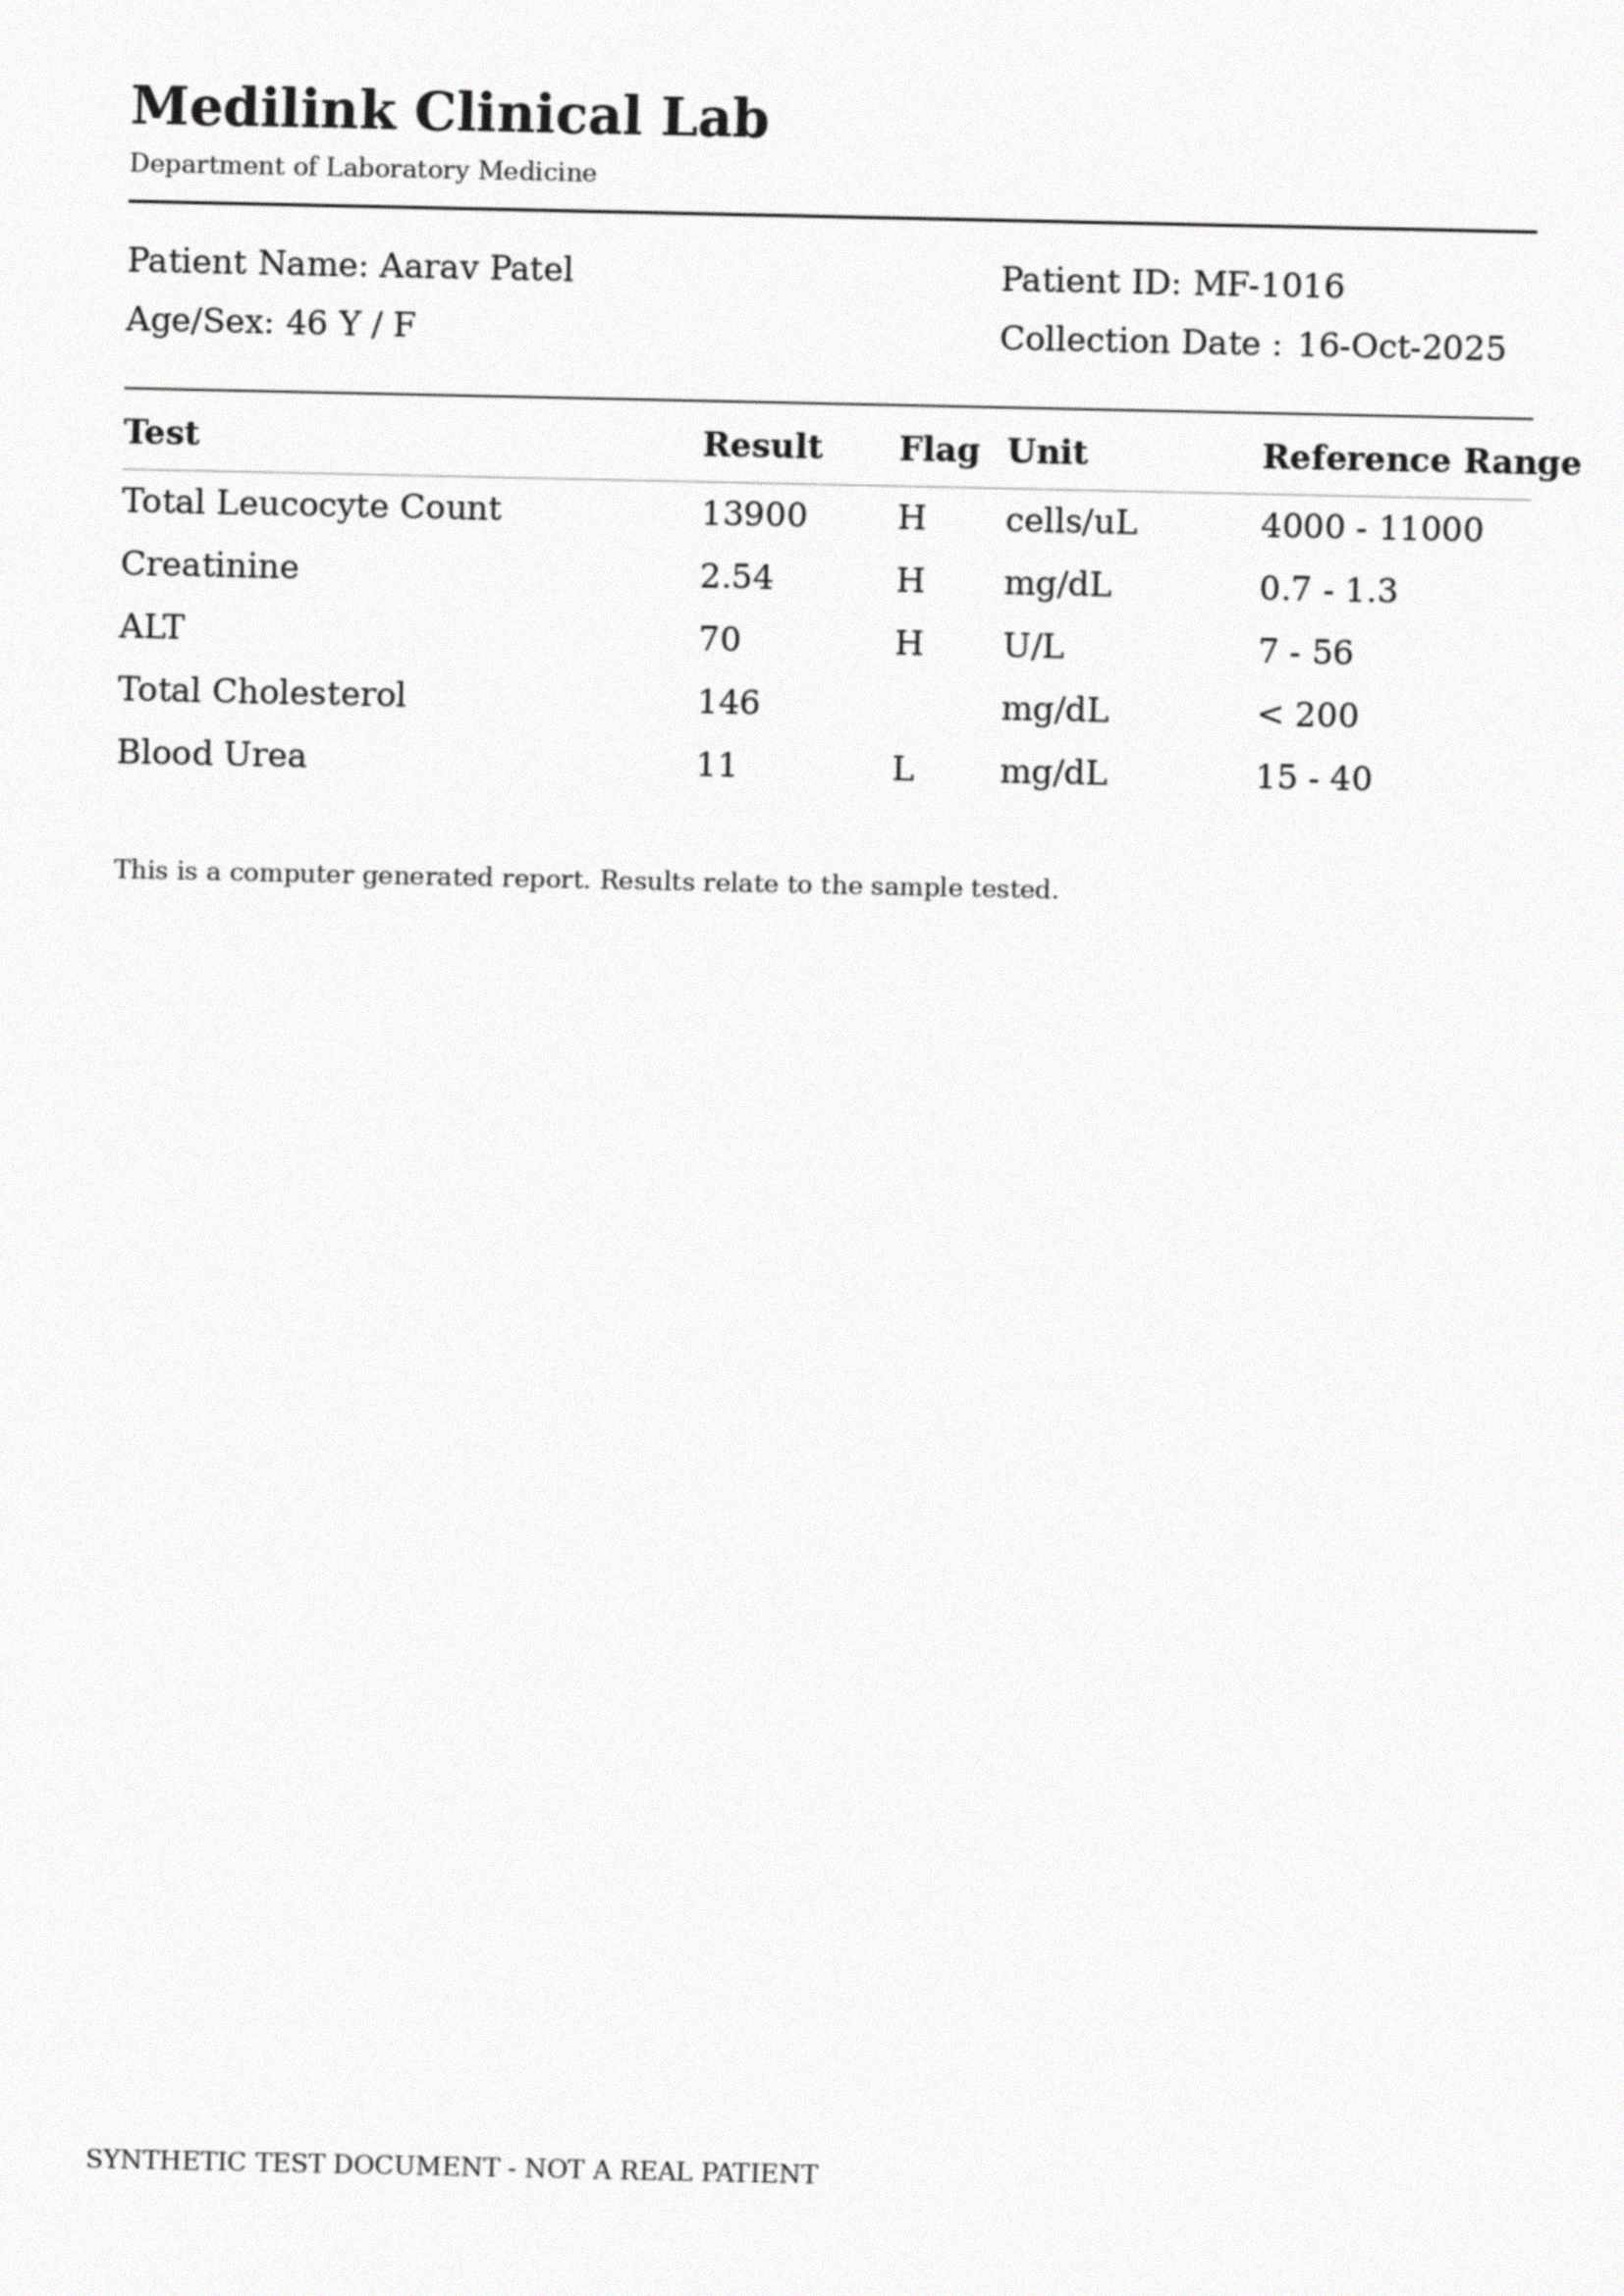 Medilink Clinical Lab
Department of Laboratory Medicine
Patient Name: Aarav Patel Patient ID: MF-1016
Age/Sex: 46 Y / F Collection Date : 16-Oct-2025
Test Result Flag Unit Reference Range
Total Leucocyte Count 13900 H cells/uL 4000 - 11000
Creatinine 2.54 H mg/dL 0.7 - 1.3
ALT 70 H U/L 7 - 56
Total Cholesterol 146 mg/dL < 200
Blood Urea 11 L mg/dL 15 - 40
This is a computer generated report. Results relate to the sample tested.
SYNTHETIC TEST DOCUMENT - NOT A REAL PATIENT